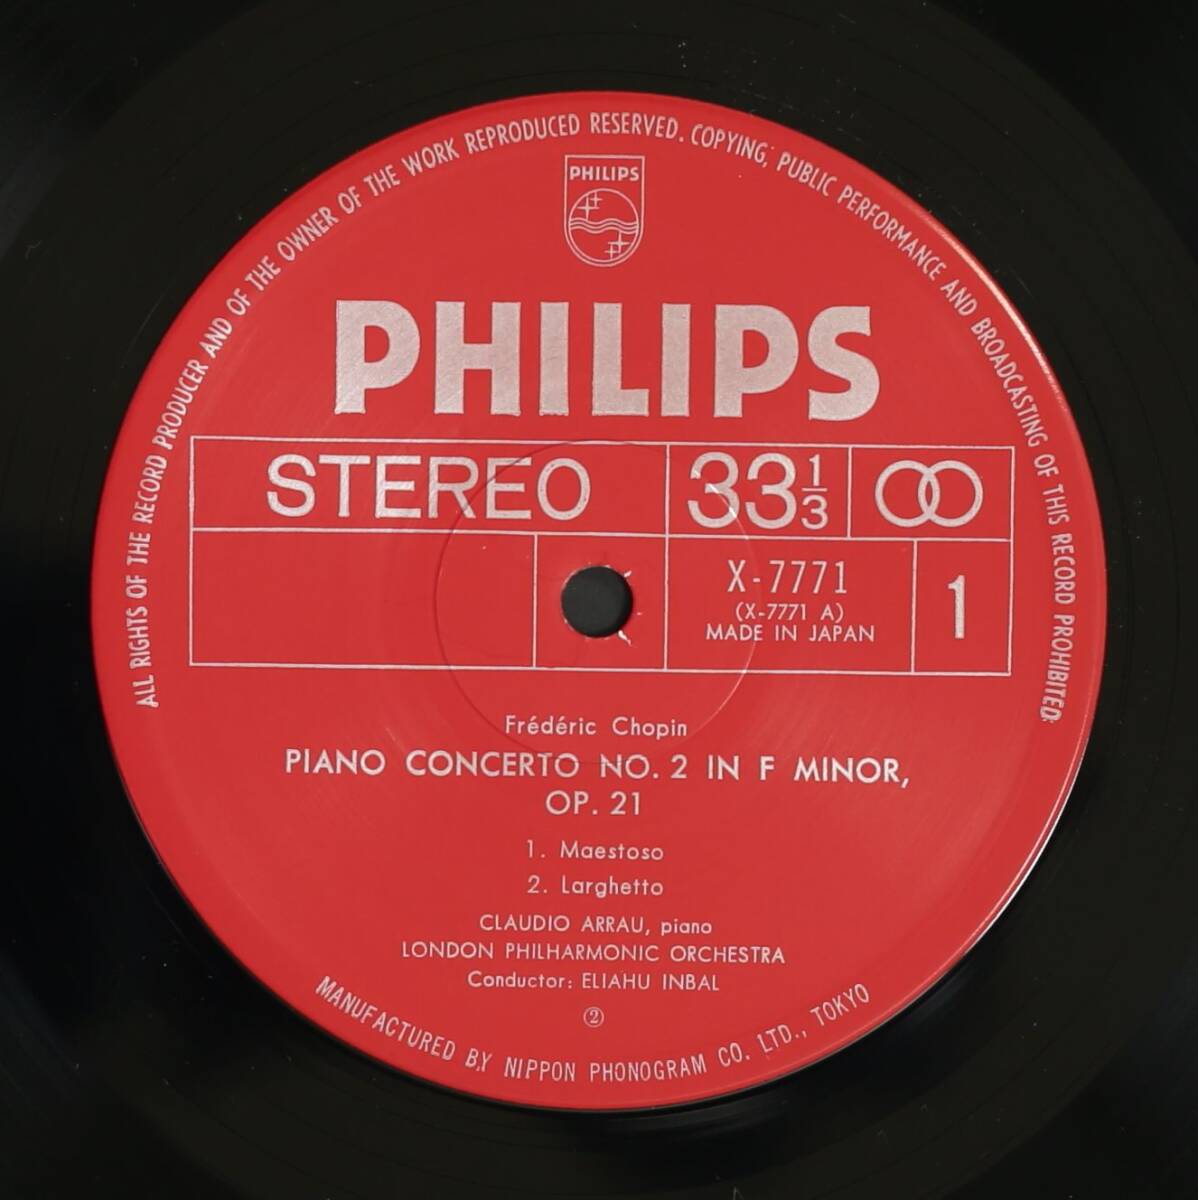 ALL RIGHTS OF THE RECORD PRODUCER AND OF THE OWNER OF THE WORK REPRODUCED RESERVED. COPYING, PUBLIC PERFORMANCE AND BROADCASTING OF THIS RECORD PROHIBITED
PHILIPS
PHILIPS
STEREO 33 1/3
X-7771
(X-7771 A)
MADE IN JAPAN
1
Frédéric Chopin
PIANO CONCERTO NO. 2 IN F MINOR,
OP. 21
1. Maestoso
2. Larghetto
CLAUDIO ARRAU, piano
LONDON PHILHARMONIC ORCHESTRA
Conductor: ELIAHU INBAL
②
MANUFACTURED BY NIPPON PHONOGRAM CO. LTD., TOKYO